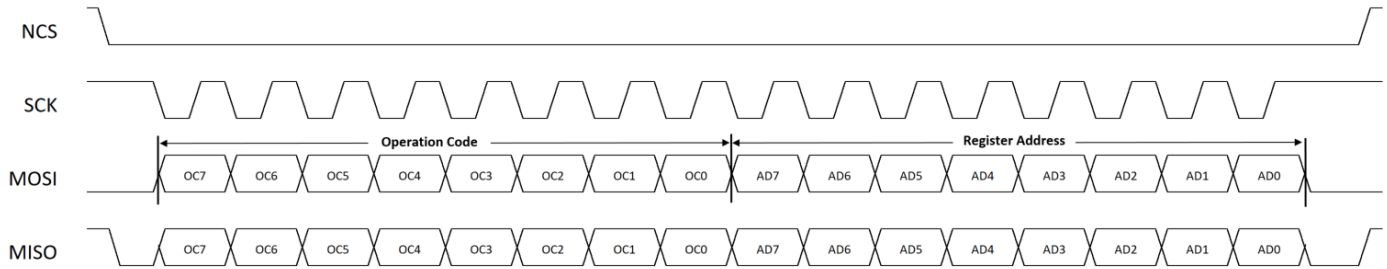 NCS
SCK
Operation Code Register Address
MOSI OC7 OC6 OC5 OC4 OC3 OC2 OC1 OC0 AD7 AD6 AD5 AD4 AD3 AD2 AD1 AD0
MISO OC7 OC6 OC5 OC4 OC3 OC2 OC1 OC0 AD7 AD6 AD5 AD4 AD3 AD2 AD1 AD0